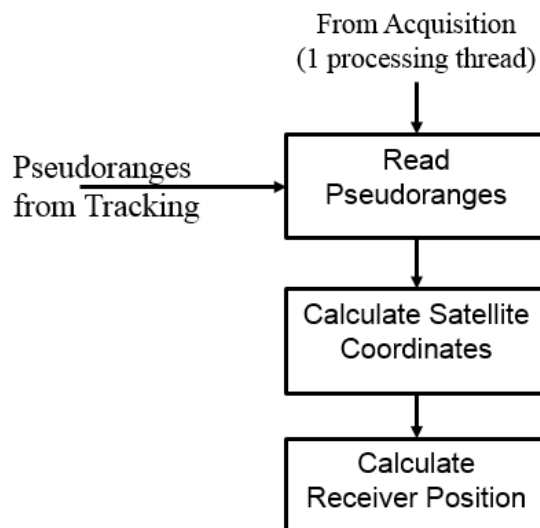 From Acquisition
(1 processing thread)
Read
Pseudoranges
Pseudoranges
from Tracking
Calculate Satellite
Coordinates
Calculate
Receiver Position